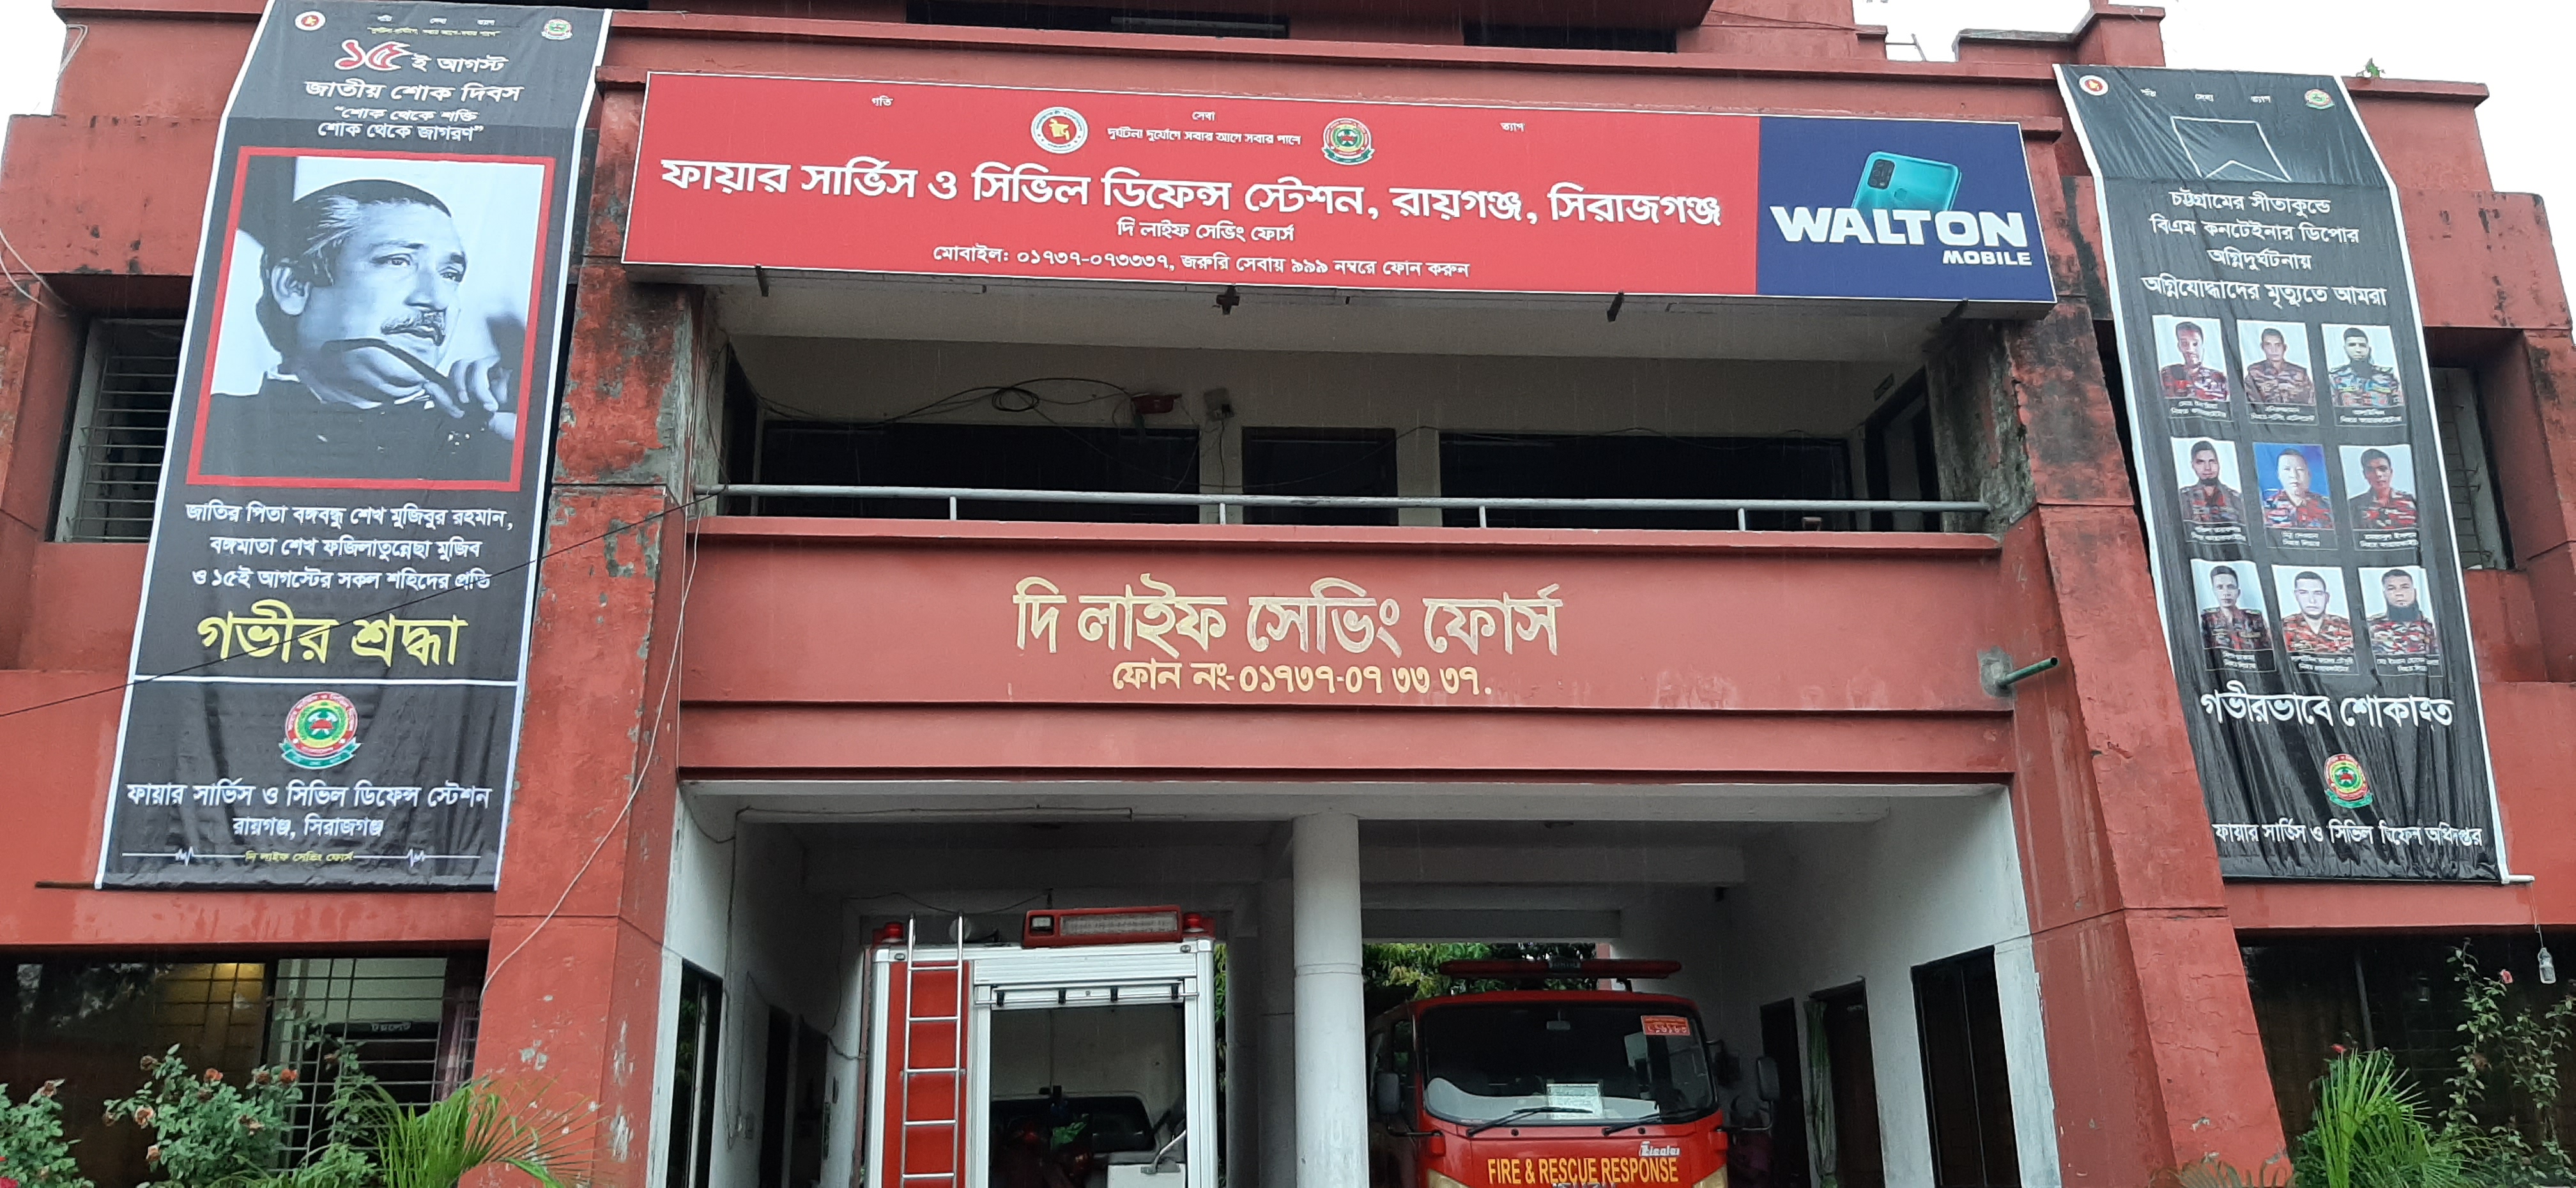 ১৫ই আগস্ট
জাতীয় শোক দিবস
"শোক থেকে শক্তি
শোক থেকে জাগরণ"
জাতির পিতা বঙ্গবন্ধু শেখ মুজিবুর রহমান,
বঙ্গমাতা শেখ ফজিলাতুন্নেছা মুজিব
ও ১৫ই আগস্টের সকল শহিদের প্রতি
গভীর শ্রদ্ধা
ফায়ার সার্ভিস ও সিভিল ডিফেন্স স্টেশন
রায়গঞ্জ, সিরাজগঞ্জ
দি লাইফ সেভিং ফোর্স
গতি সেবা ত্যাগ
দুর্ঘটনা দুর্যোগে সবার আগে সবার পাশে
ফায়ার সার্ভিস ও সিভিল ডিফেন্স স্টেশন, রায়গঞ্জ, সিরাজগঞ্জ
দি লাইফ সেভিং ফোর্স
মোবাইল: ০১৭৩৭-০৭৩৩৩৭, জরুরি সেবায় ৯৯৯ নম্বরে ফোন করুন
WALTON
MOBILE
দি লাইফ সেভিং ফোর্স
ফোন নং-০১৭৩৭-০৭ ৩৩ ৩৭.
FIRE & RESCUE RESPONSE
গতি সেবা ত্যাগ
চট্টগ্রামের সীতাকুন্ডে
বিএম কনটেইনার ডিপোর
অগ্নিদুর্ঘটনায়
অগ্নিযোদ্ধাদের মৃত্যুতে আমরা
গভীরভাবে শোকাহত
ফায়ার সার্ভিস ও সিভিল ডিফেন্স অধিদপ্তর